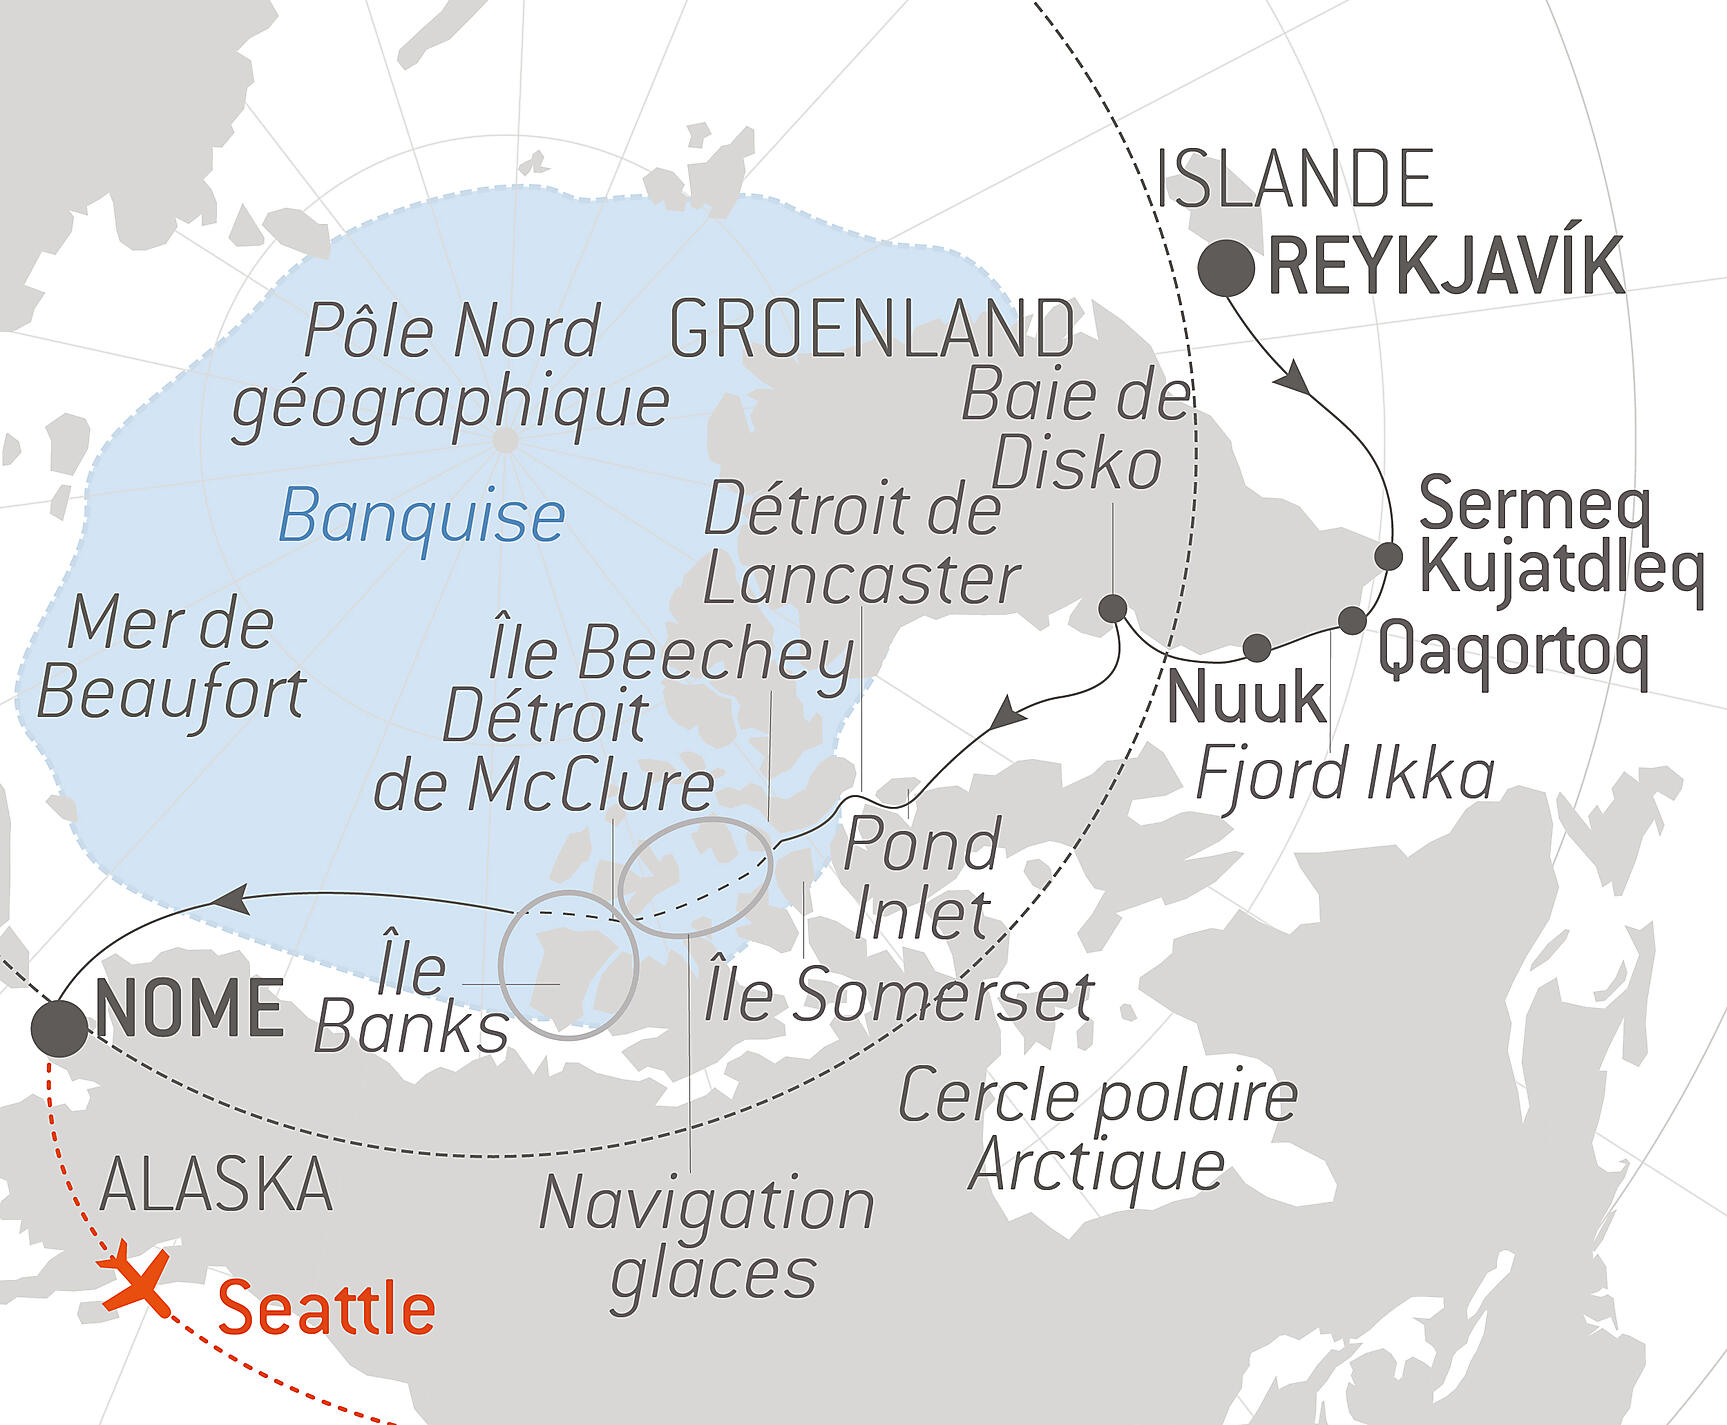 ISLANDE
REYKJAVÍK
Pôle Nord
géographique
GROENLAND
Baie de
Disko
Banquise
Détroit de
Lancaster
Sermeq
Kujatdleq
Mer de
Beaufort
Île Beechey
Qaqortoq
Détroit
de McClure
Nuuk
Fjord Ikka
Pond
Inlet
Île
Banks
NOME
Île Somerset
Cercle polaire
Arctique
ALASKA
Navigation
glaces
Seattle